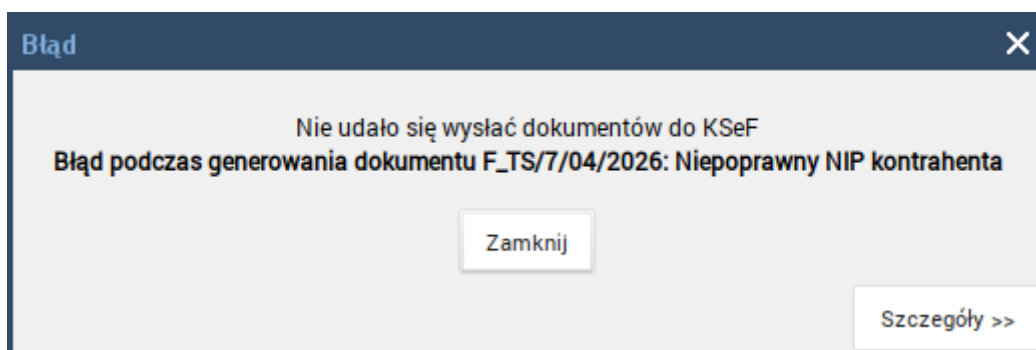 Błąd
Nie udało się wysłać dokumentów do KSeF
Błąd podczas generowania dokumentu F_TS/7/04/2026: Niepoprawny NIP kontrahenta
Zamknij
Szczegóły >>